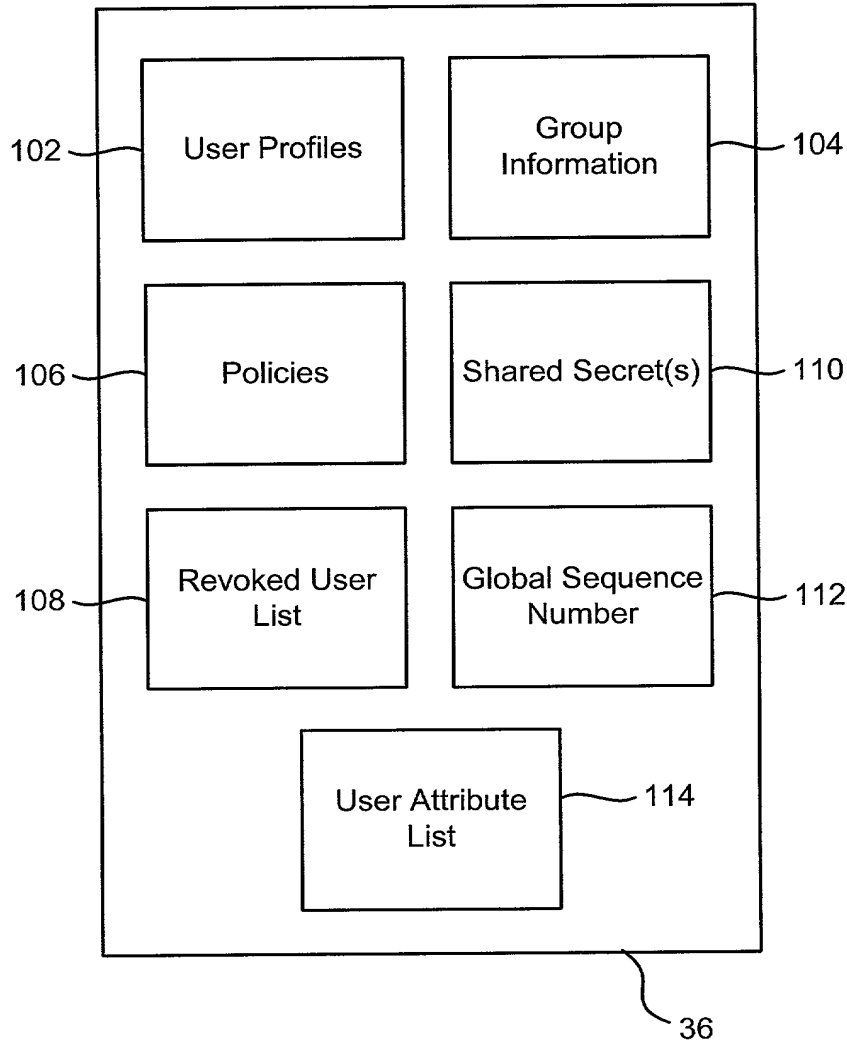 102
User Profiles
Group
Information
104
106
Policies
Shared Secret(s)
110
108
Revoked User
List
Global Sequence
Number
112
User Attribute
List
114
36